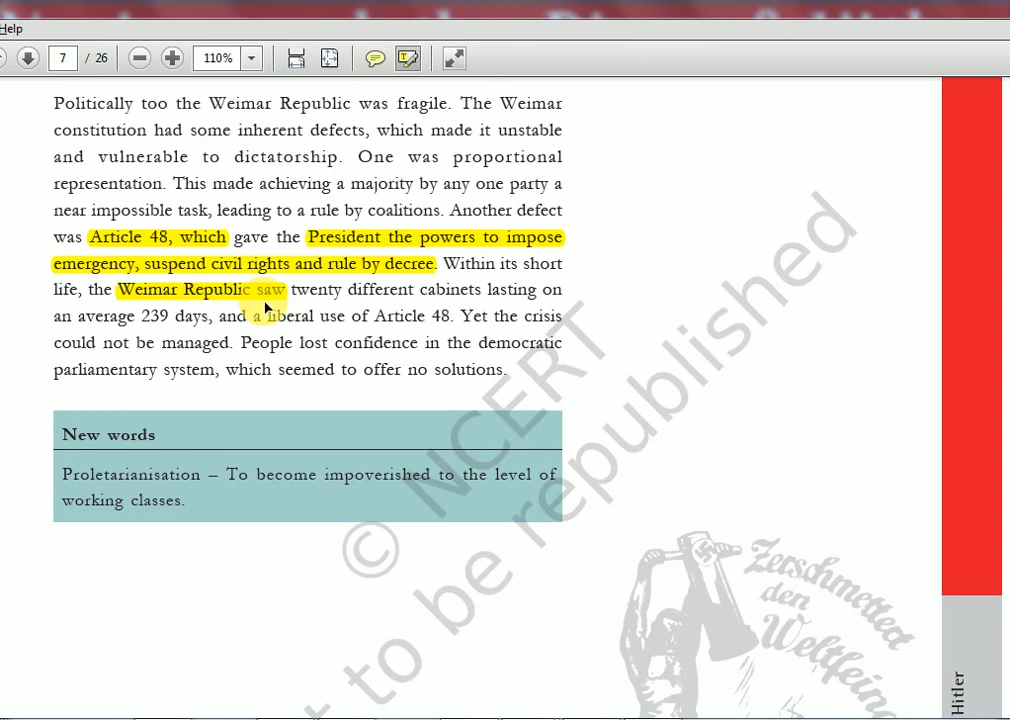 Help
7 / 26 110%
Politically too the Weimar Republic was fragile. The Weimar
constitution had some inherent defects, which made it unstable
and vulnerable to dictatorship. One was proportional
representation. This made achieving a majority by any one party a
near impossible task, leading to a rule by coalitions. Another defect
was Article 48, which gave the President the powers to impose
emergency, suspend civil rights and rule by decree. Within its short
life, the Weimar Republic saw twenty different cabinets lasting on
an average 239 days, and a liberal use of Article 48. Yet the crisis
could not be managed. People lost confidence in the democratic
parliamentary system, which seemed to offer no solutions.
New words
Proletarianisation – To become impoverished to the level of
working classes.
© NCERT
t to be republished
Zerschmettert
den
Weltfein
Hitler